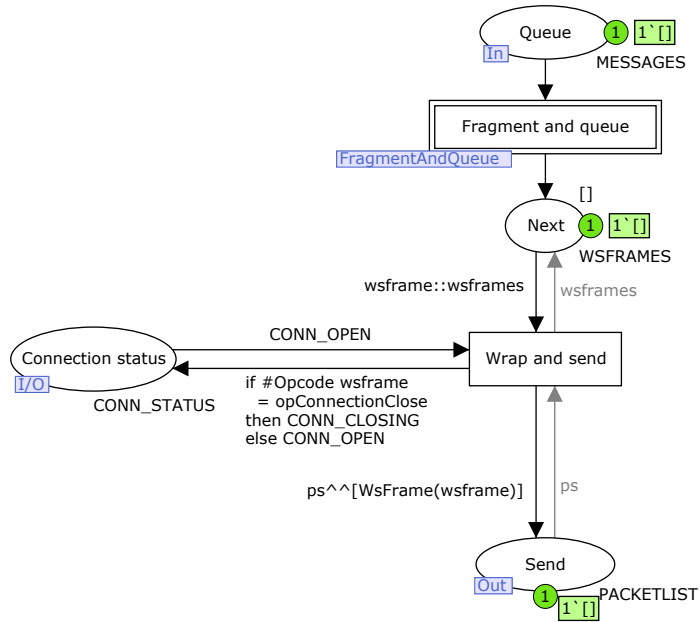 Queue
1
1`[]
In
MESSAGES
Fragment and queue
FragmentAndQueue
[]
Next
1
1`[]
WSFRAMES
wsframe::wsframes
wsframes
CONN_OPEN
Connection status
Wrap and send
I/O
CONN_STATUS
if #Opcode wsframe
= opConnectionClose
then CONN_CLOSING
else CONN_OPEN
ps^^[WsFrame(wsframe)]
ps
Send
Out
1
1`[]
PACKETLIST